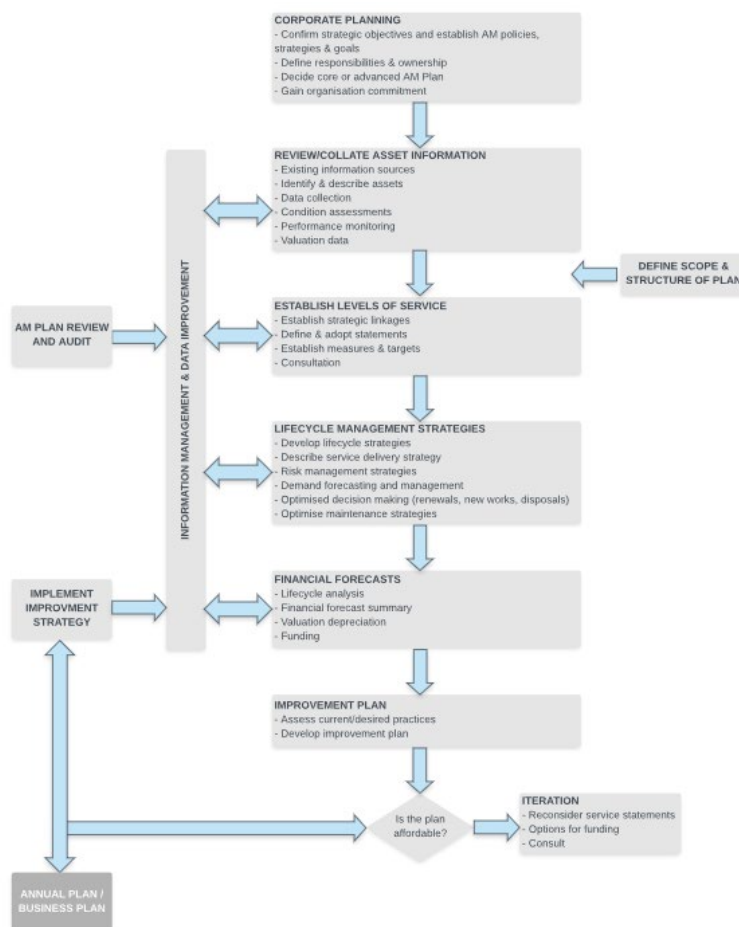 CORPORATE PLANNING
- Confirm strategic objectives and establish AM policies,
strategies & goals
- Define responsibilities & ownership
- Decide core or advanced AM Plan
- Gain organisation commitment
REVIEW/COLLATE ASSET INFORMATION
- Existing information sources
- Identify & describe assets
- Data collection
- Condition assessments
- Performance monitoring
- Valuation data
DEFINE SCOPE &
STRUCTURE OF PLAN
INFORMATION MANAGEMENT & DATA IMPROVEMENT
AM PLAN REVIEW
AND AUDIT
ESTABLISH LEVELS OF SERVICE
- Establish strategic linkages
- Define & adopt statements
- Establish measures & targets
- Consultation
LIFECYCLE MANAGEMENT STRATEGIES
- Develop lifecycle strategies
- Describe service delivery strategy
- Risk management strategies
- Demand forecasting and management
- Optimised decision making (renewals, new works, disposals)
- Optimise maintenance strategies
IMPLEMENT
IMPROVMENT
STRATEGY
FINANCIAL FORECASTS
- Lifecycle analysis
- Financial forecast summary
- Valuation depreciation
- Funding
IMPROVEMENT PLAN
- Assess current/desired practices
- Develop improvement plan
Is the plan
affordable?
ITERATION
- Reconsider service statements
- Options for funding
- Consult
ANNUAL PLAN /
BUSINESS PLAN